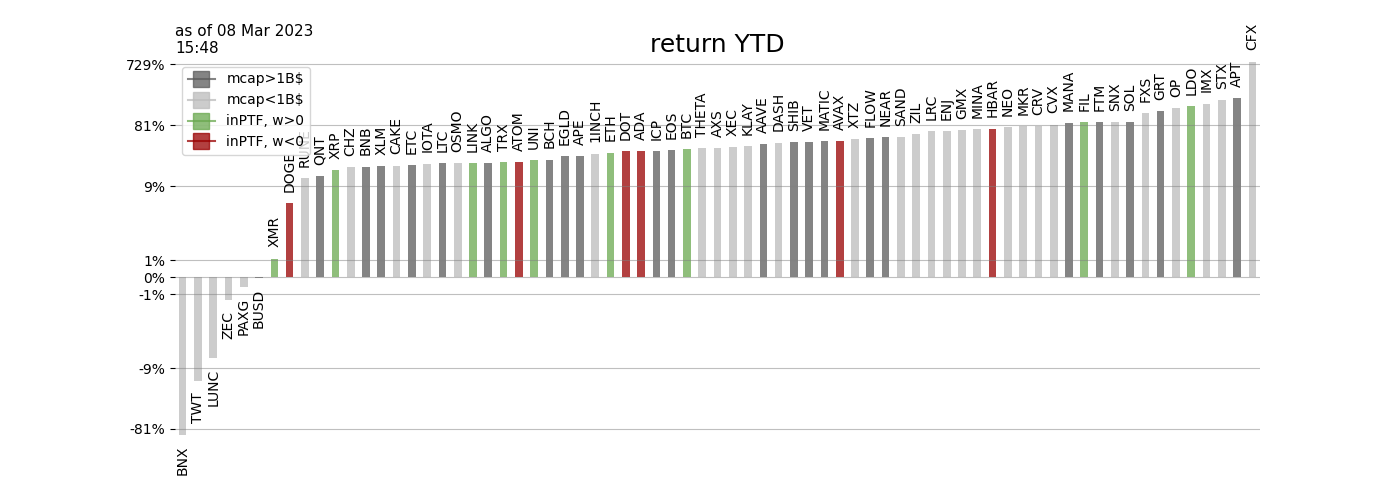 as of 08 Mar 2023
15:48
return YTD
729%
81%
9%
1%
0%
-1%
-9%
-81%
mcap>1B$
mcap<1B$
inPTF, w>0
inPTF, w<0
BNX
TWT
LUNC
ZEC
PAXG
BUSD
XMR
DOGE
RUNE
QNT
XRP
CHZ
BNB
XLM
CAKE
ETC
IOTA
LTC
OSMO
LINK
ALGO
TRX
ATOM
UNI
BCH
EGLD
APE
1INCH
ETH
DOT
ADA
ICP
EOS
BTC
THETA
AXS
XEC
KLAY
AAVE
DASH
SHIB
VET
MATIC
AVAX
XTZ
FLOW
NEAR
SAND
ZIL
LRC
ENJ
GMX
MINA
HBAR
NEO
MKR
CRV
CVX
MANA
FIL
FTM
SNX
SOL
FXS
GRT
OP
LDO
IMX
STX
APT
CFX